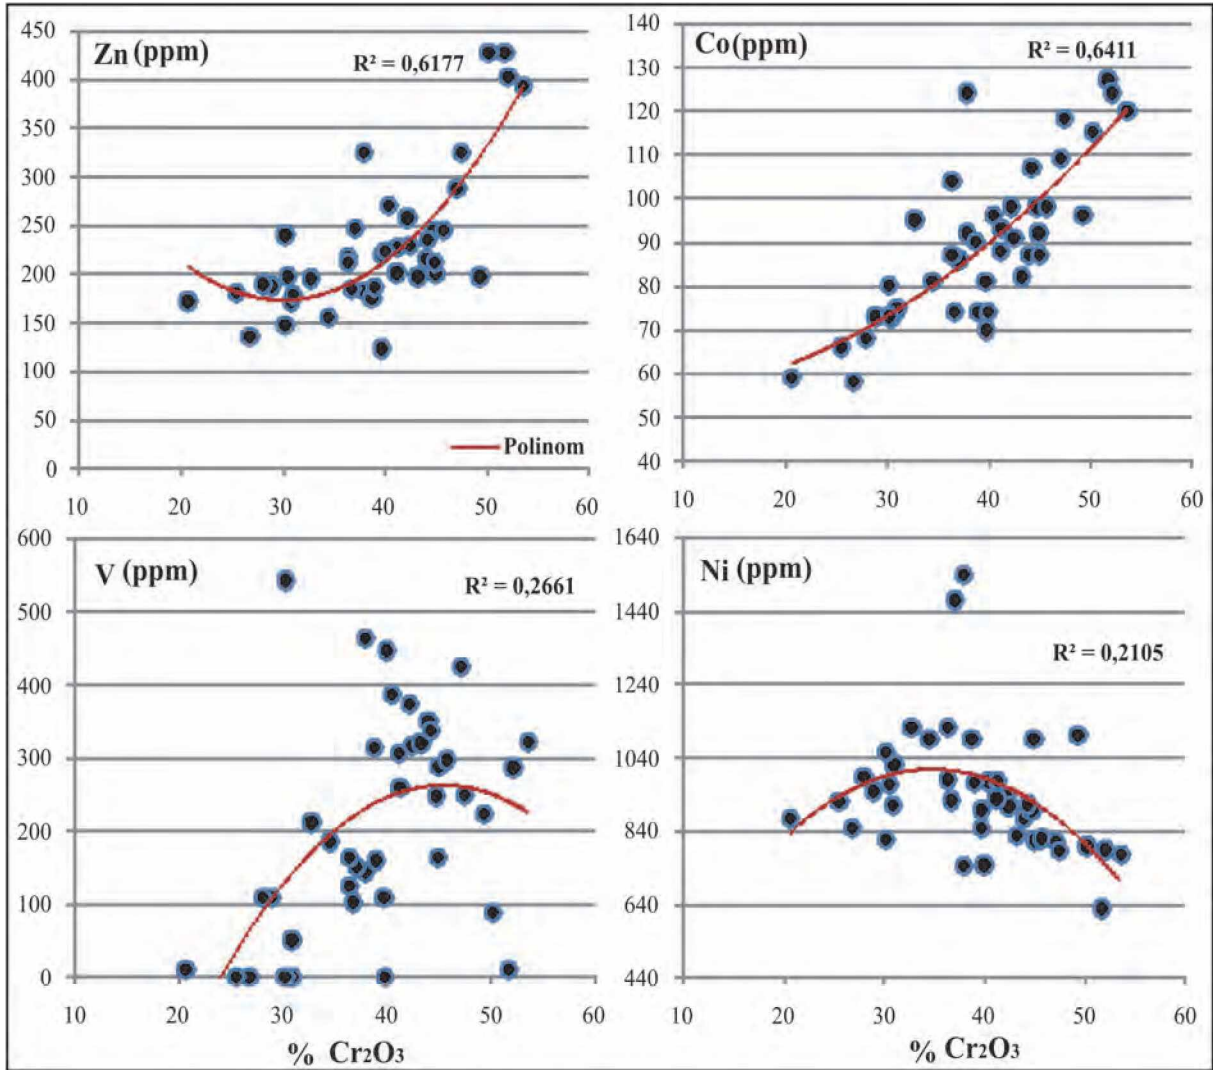 Zn (ppm)
R² = 0,6177
450
400
350
300
250
200
150
100
50
0
Polinom
10 20 30 40 50 60
Co(ppm)
R² = 0,6411
140
130
120
110
100
90
80
70
60
50
40
10 20 30 40 50 60
V (ppm)
R² = 0,2661
600
500
400
300
200
100
0
10 20 30 40 50 60
% Cr₂O₃
Ni (ppm)
R² = 0,2105
1640
1440
1240
1040
840
640
440
10 20 30 40 50 60
% Cr₂O₃